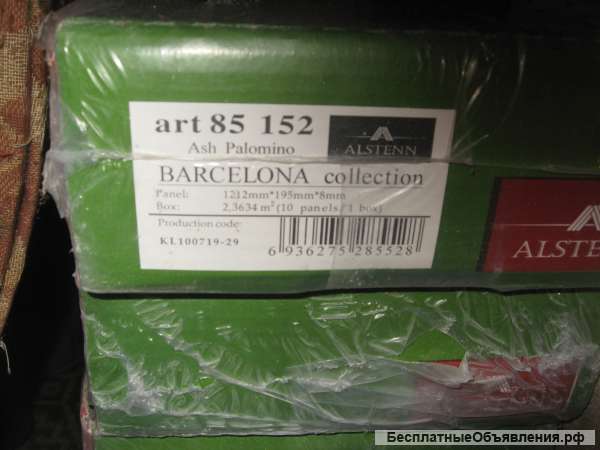 art 85 152
Ash Palomino
ALSTENN
BARCELONA collection
Panel: 1212mm*195mm*8mm
Box: 2,3634 m² (10 panels/1 box)
Production code:
KL100719-29
6 936275 285528
ALSTENN
БесплатныеОбъявления.рф